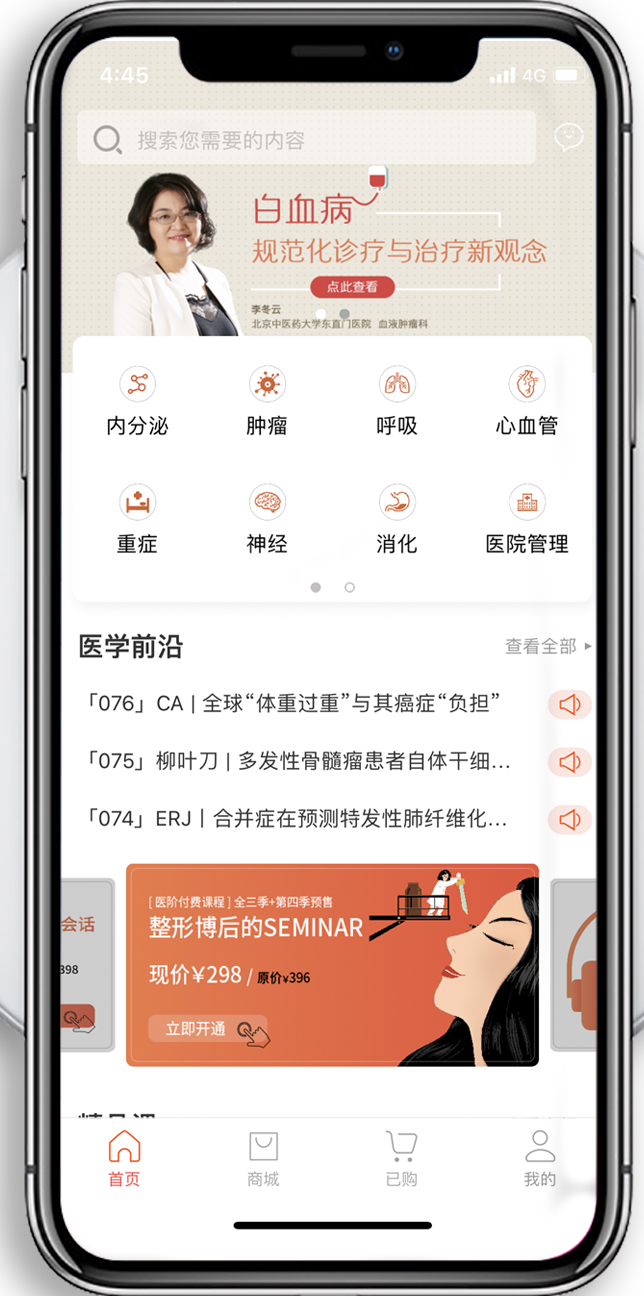 4:45
4G
搜索您需要的内容
白血病
规范化诊疗与治疗新观念
点此查看
李冬云
北京中医药大学东直门医院 血液肿瘤科
内分泌
肿瘤
呼吸
心血管
重症
神经
消化
医院管理
医学前沿
查看全部
「076」CA | 全球“体重过重”与其癌症“负担”
「075」柳叶刀 | 多发性骨髓瘤患者自体干细...
「074」ERJ丨合并症在预测特发性肺纤维化...
会话
398
[ 医阶付费课程 ] 全三季+第四季预售
整形博后的SEMINAR
现价¥298 / 原价¥396
立即开通
首页
商城
已购
我的